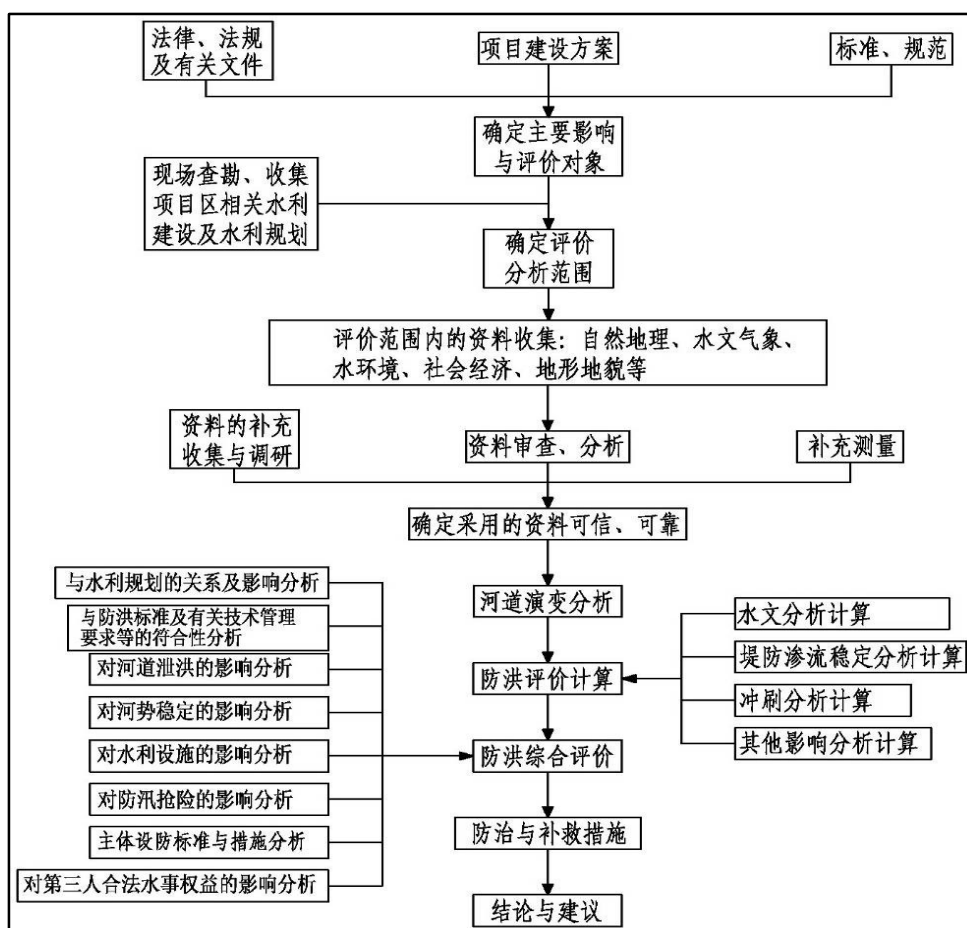 法律、法规
及有关文件
项目建设方案
标准、规范
确定主要影响
与评价对象
现场查勘、收集
项目区相关水利
建设及水利规划
确定评价
分析范围
评价范围内的资料收集：自然地理、水文气象、
水环境、社会经济、地形地貌等
资料的补充
收集与调研
资料审查、分析
补充测量
确定采用的资料可信、可靠
河道演变分析
与水利规划的关系及影响分析
与防洪标准及有关技术管理
要求等的符合性分析
对河道泄洪的影响分析
对河势稳定的影响分析
对水利设施的影响分析
对防汛抢险的影响分析
主体设防标准与措施分析
对第三人合法水事权益的影响分析
防洪评价计算
水文分析计算
堤防渗流稳定分析计算
冲刷分析计算
其他影响分析计算
防洪综合评价
防治与补救措施
结论与建议